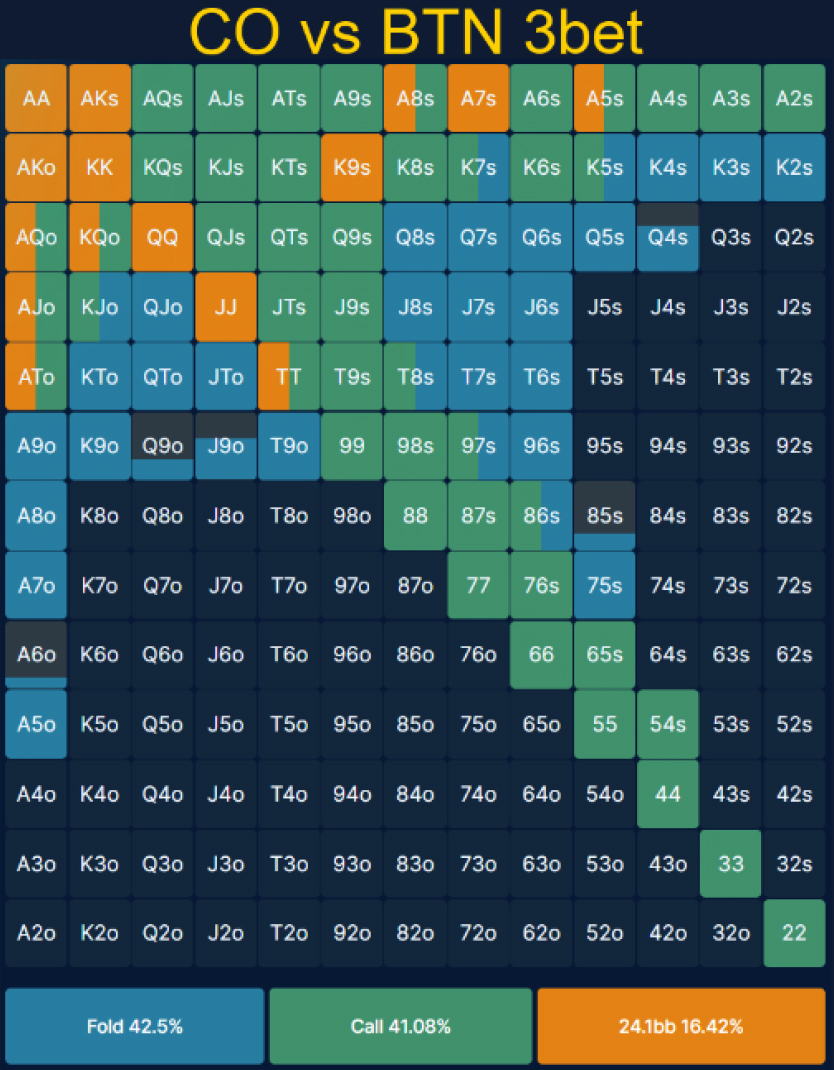 CO vs BTN 3bet
AA AKs AQs AJs ATs A9s A8s A7s A6s A5s A4s A3s A2s
AKo KK KQs KJs KTs K9s K8s K7s K6s K5s K4s K3s K2s
AQo KQo QQ QJs QTs Q9s Q8s Q7s Q6s Q5s Q4s Q3s Q2s
AJo KJo QJo JJ JTs J9s J8s J7s J6s J5s J4s J3s J2s
ATo KTo QTo JTo TT T9s T8s T7s T6s T5s T4s T3s T2s
A9o K9o Q9o J9o T9o 99 98s 97s 96s 95s 94s 93s 92s
A8o K8o Q8o J8o T8o 98o 88 87s 86s 85s 84s 83s 82s
A7o K7o Q7o J7o T7o 97o 87o 77 76s 75s 74s 73s 72s
A6o K6o Q6o J6o T6o 96o 86o 76o 66 65s 64s 63s 62s
A5o K5o Q5o J5o T5o 95o 85o 75o 65o 55 54s 53s 52s
A4o K4o Q4o J4o T4o 94o 84o 74o 64o 54o 44 43s 42s
A3o K3o Q3o J3o T3o 93o 83o 73o 63o 53o 43o 33 32s
A2o K2o Q2o J2o T2o 92o 82o 72o 62o 52o 42o 32o 22
Fold 42.5% Call 41.08% 24.1bb 16.42%